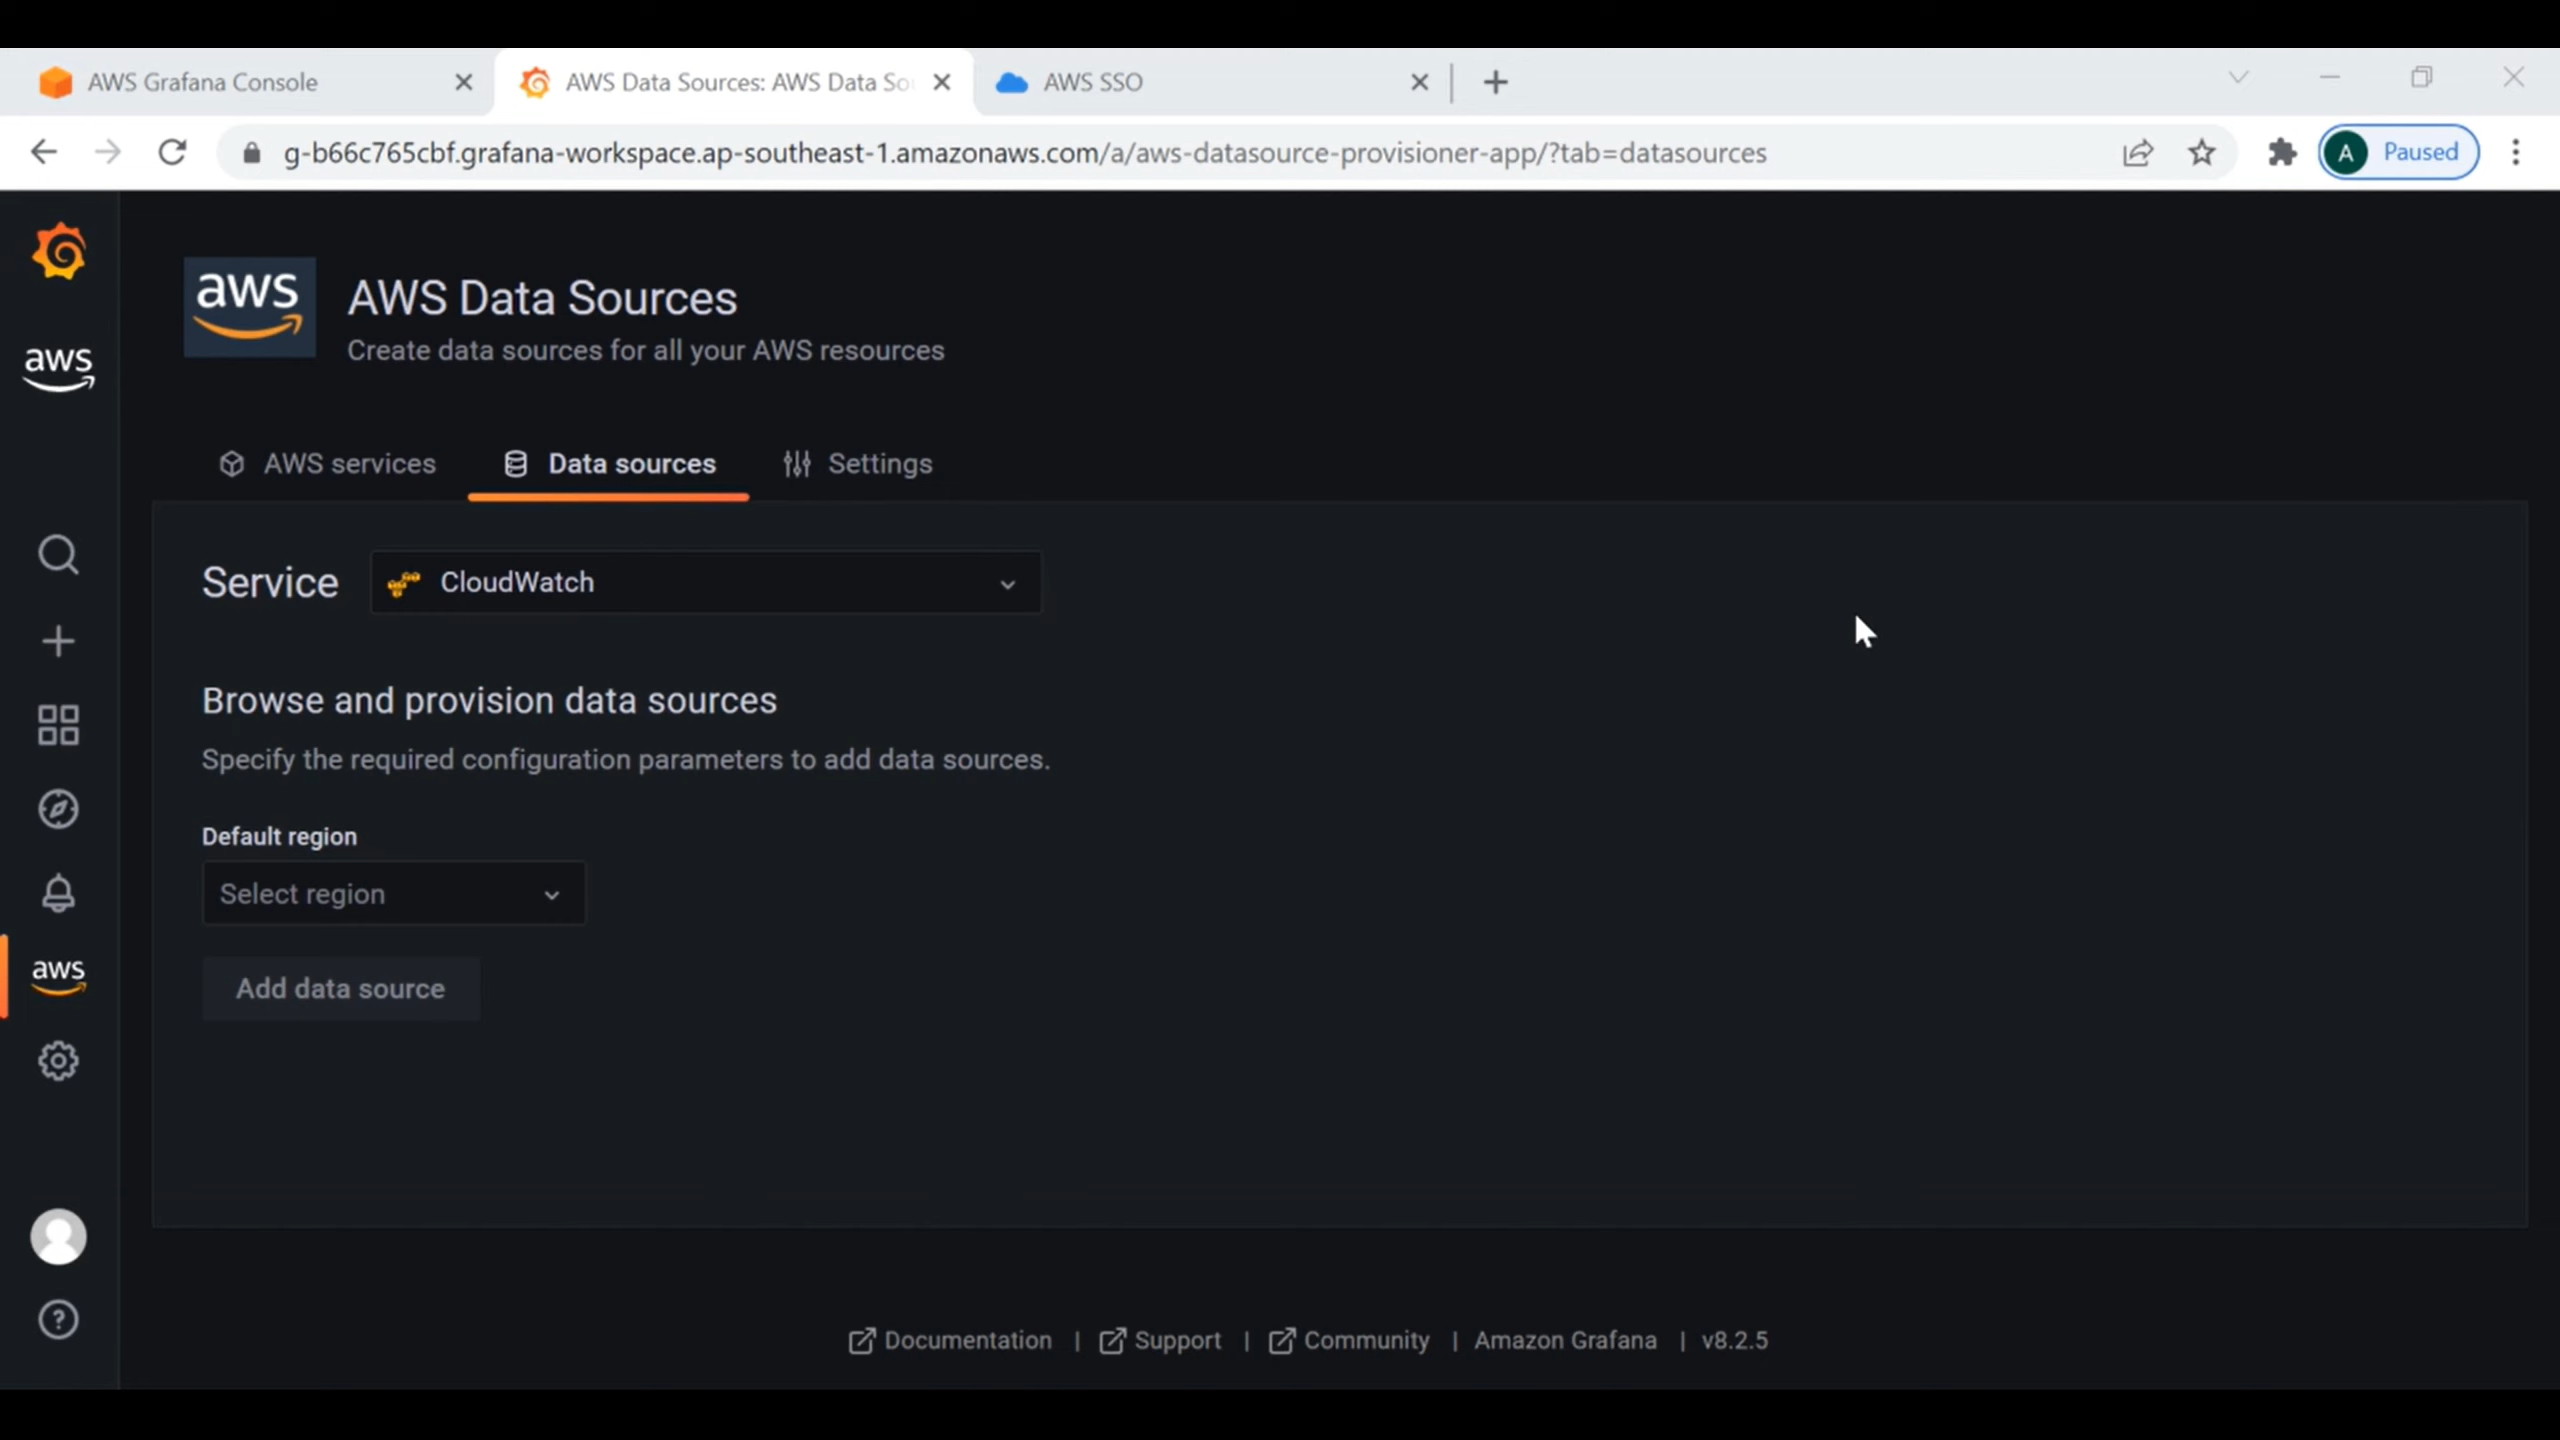 AWS Grafana Console
AWS Data Sources: AWS Data So
AWS SSO
g-b66c765cbf.grafana-workspace.ap-southeast-1.amazonaws.com/a/aws-datasource-provisioner-app/?tab=datasources
A Paused
aws
aws
AWS Data Sources
Create data sources for all your AWS resources
AWS services Data sources Settings
Service CloudWatch
Browse and provision data sources
Specify the required configuration parameters to add data sources.
Default region
Select region
aws
Add data source
Documentation | Support | Community | Amazon Grafana | v8.2.5